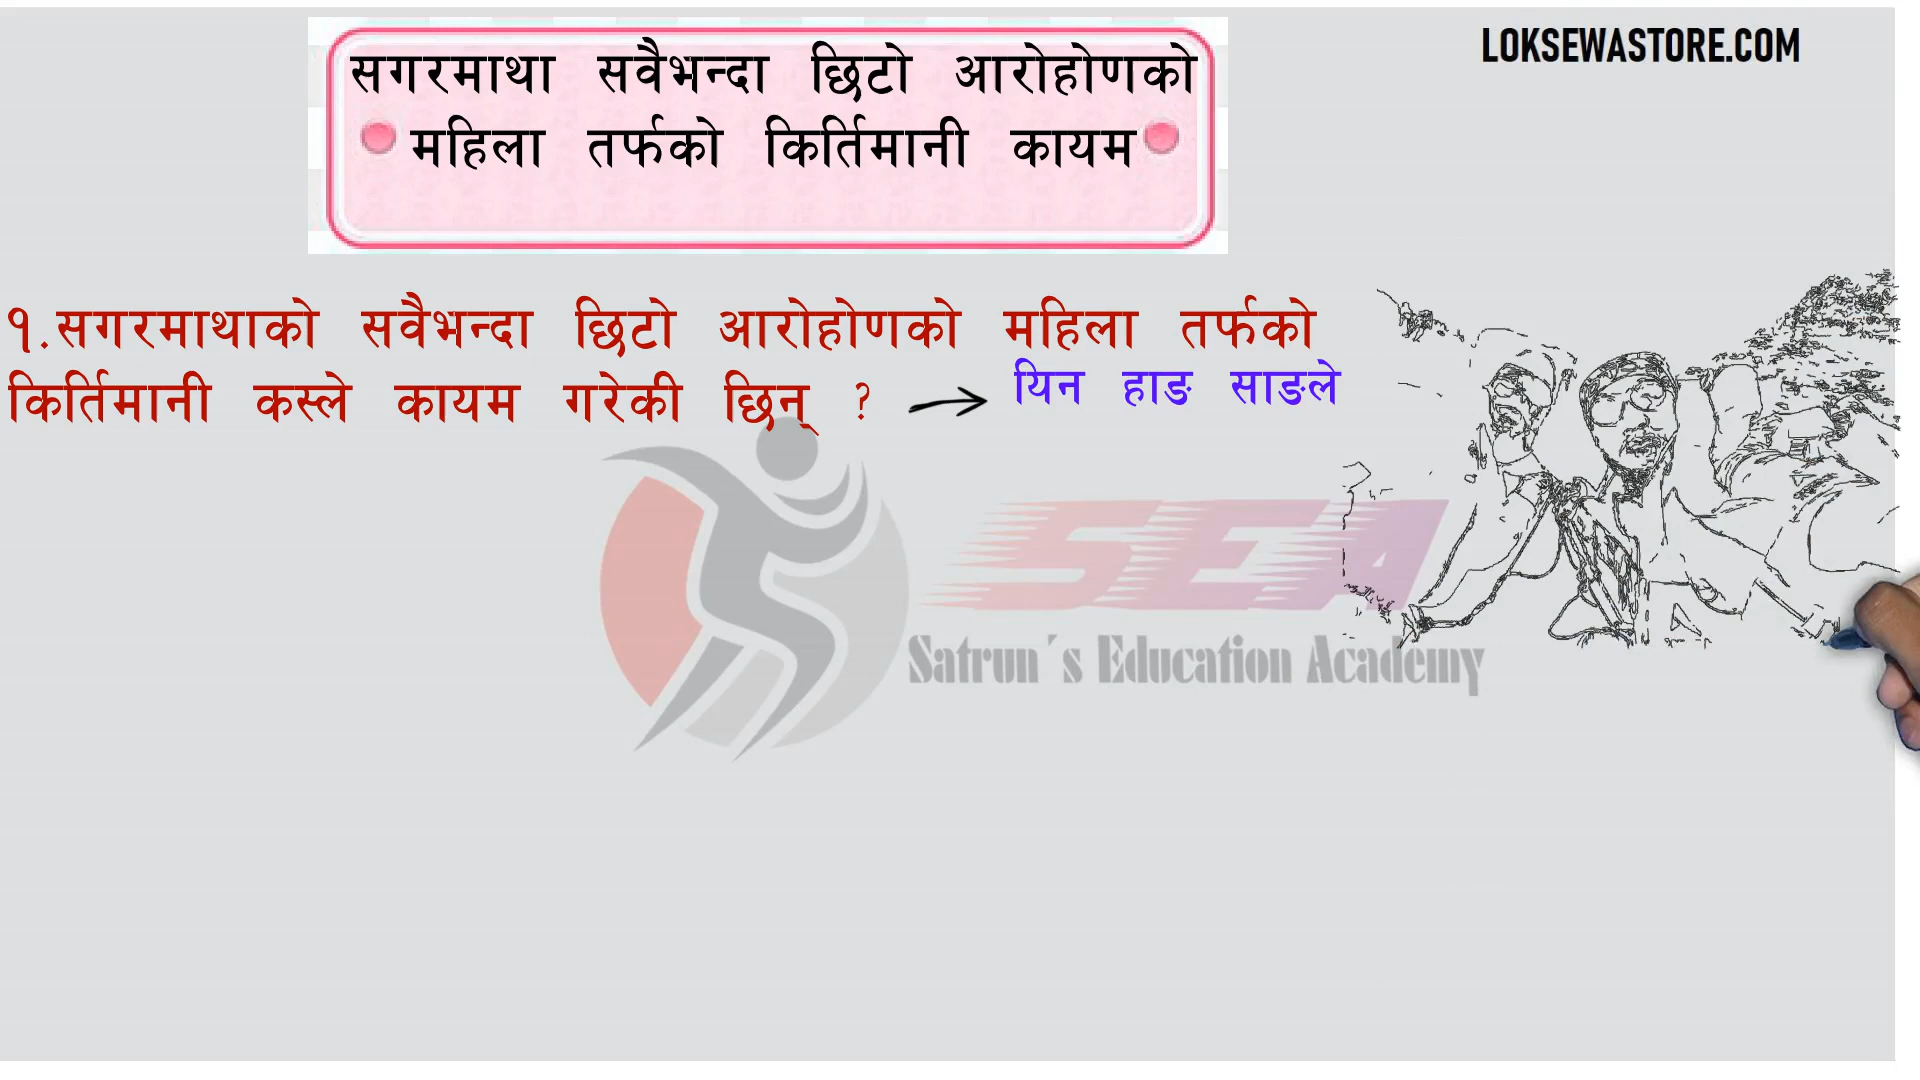 LOKSEWASTORE.COM
सगरमाथा सवैभन्दा छिटो आरोहोणको
महिला तर्फको किर्तिमानी कायम
१.सगरमाथाको सवैभन्दा छिटो आरोहोणको महिला तर्फको
किर्तिमानी कस्ले कायम गरेकी छिन् ?
यिन हाङ साङले
SEA
Satrun´s Education Academy